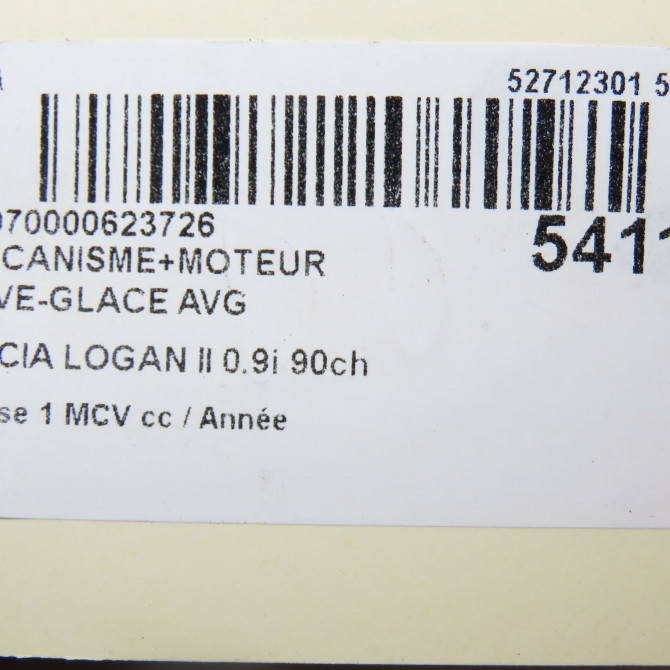 52712301 5
070000623726
5411
CANISME+MOTEUR
VE-GLACE AVG
CIA LOGAN II 0.9i 90ch
se 1 MCV cc / Année